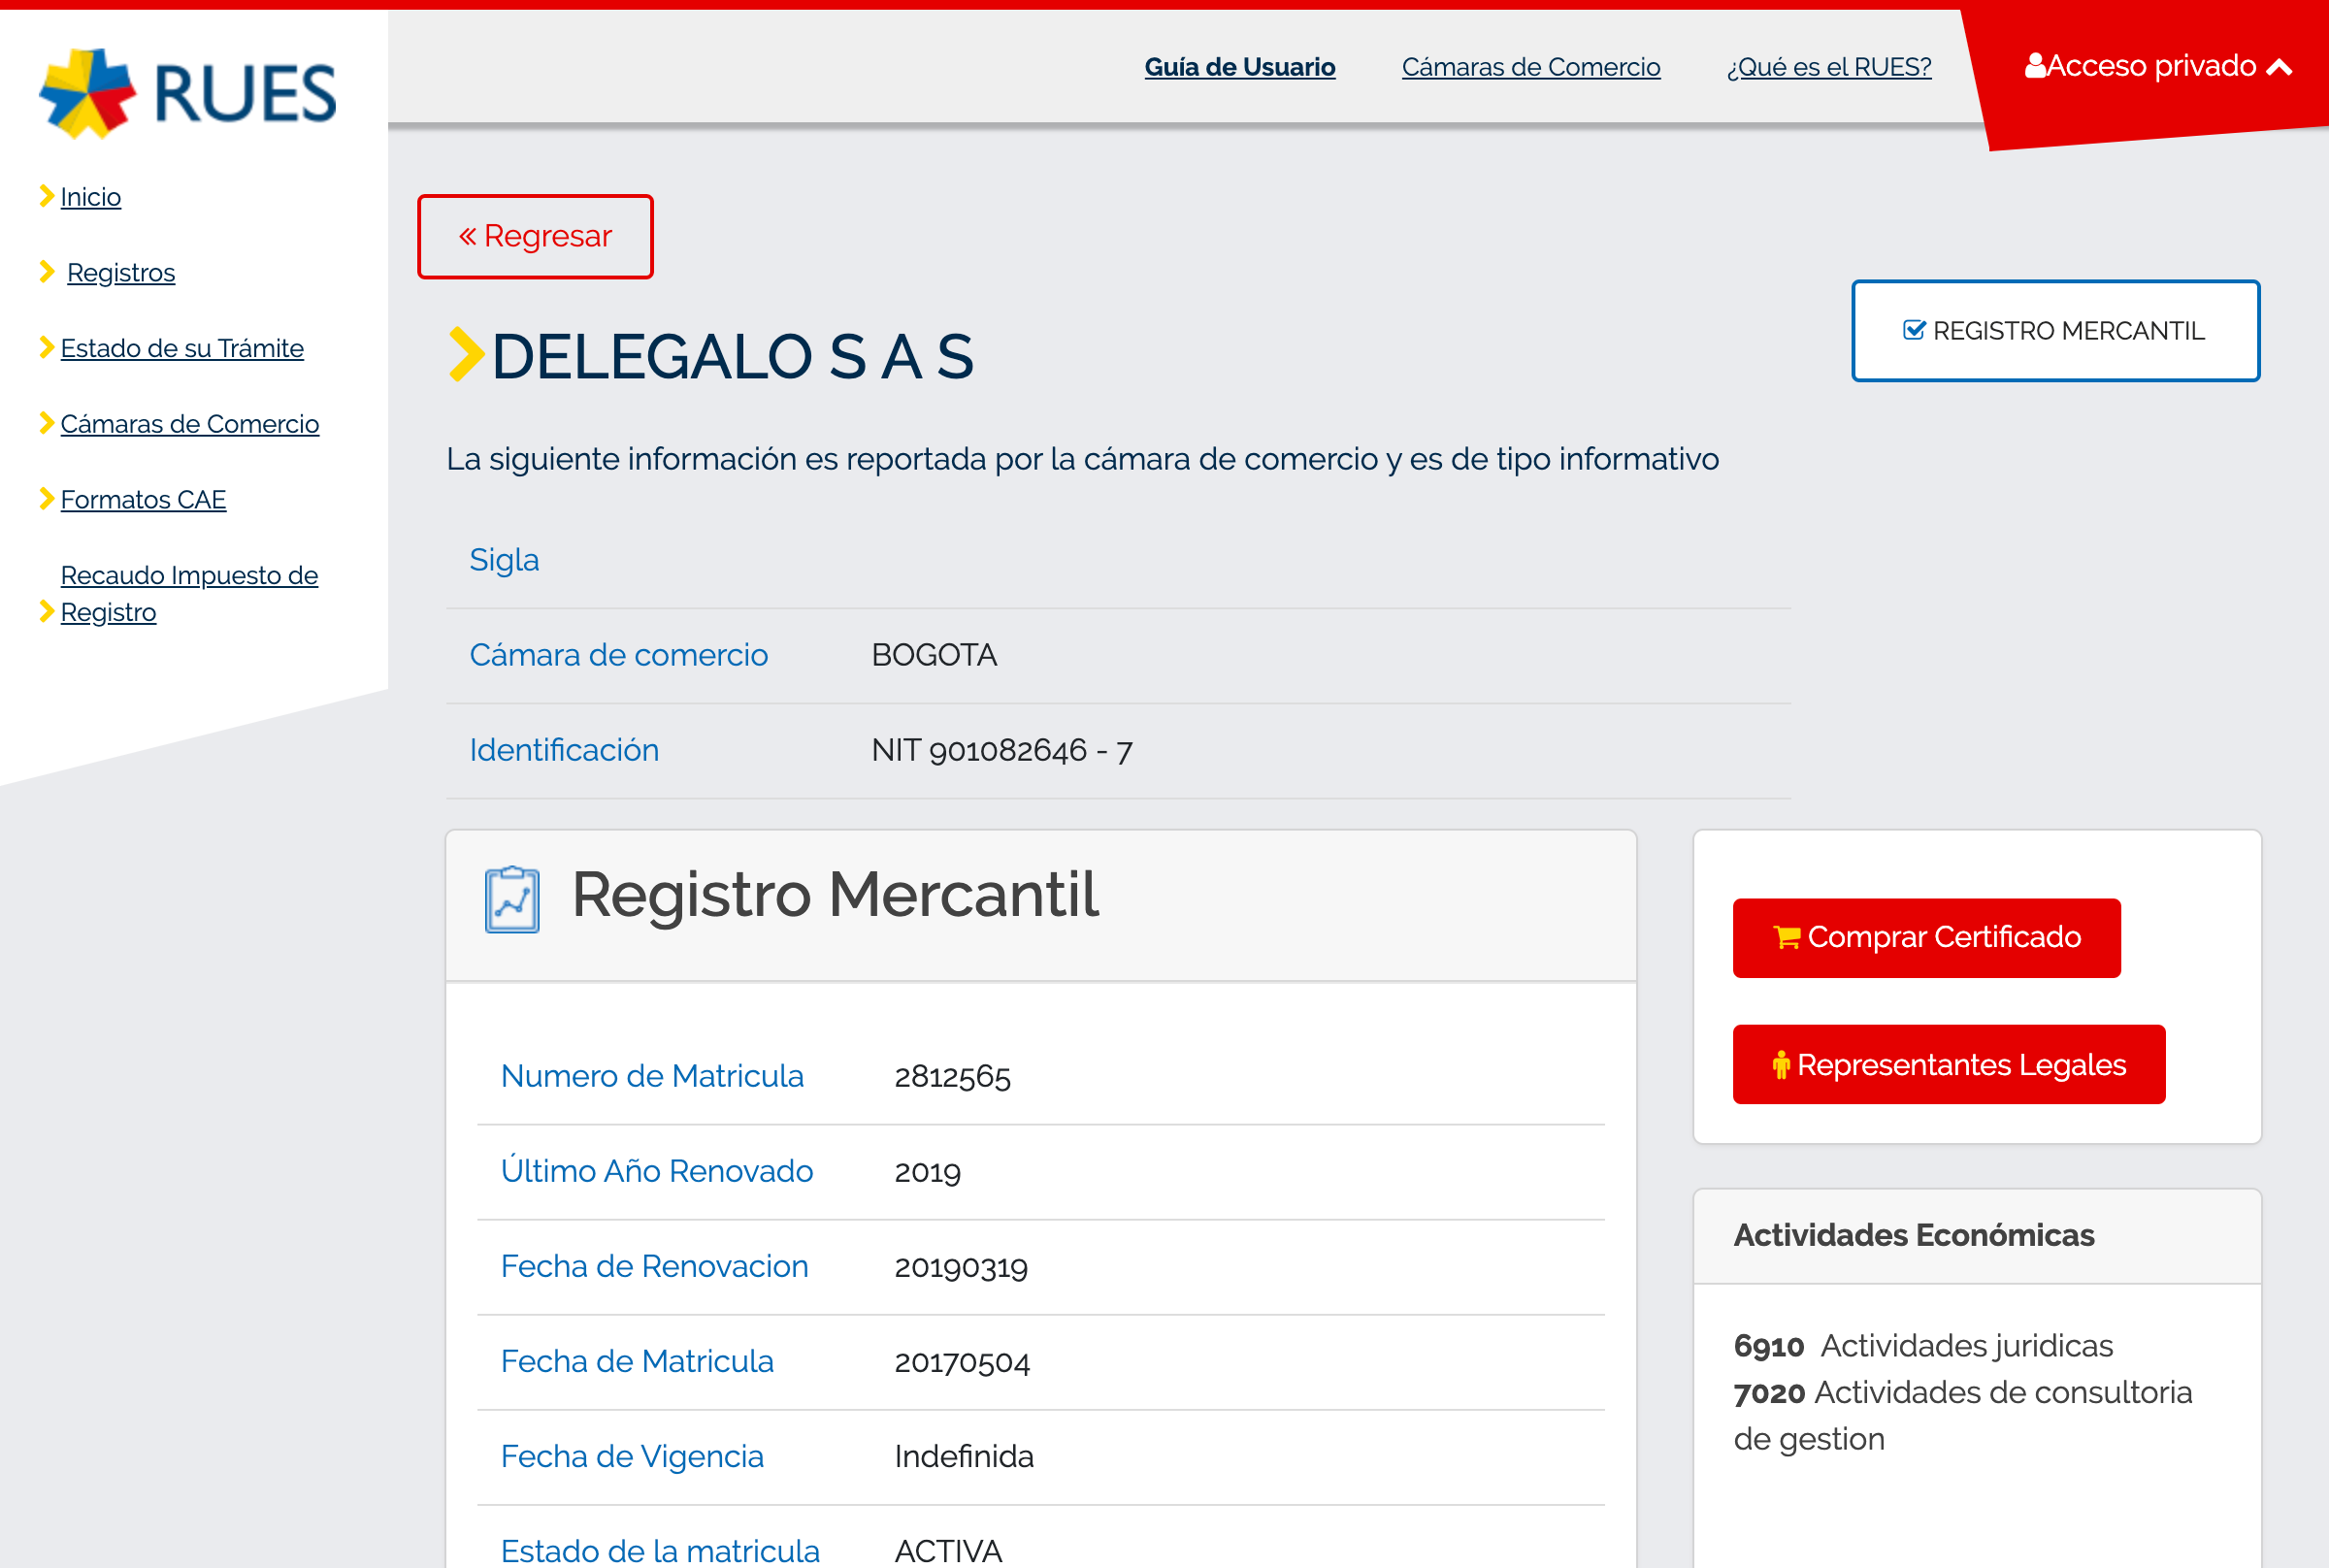 RUES
Guía de Usuario
Cámaras de Comercio
¿Qué es el RUES?
Acceso privado
Inicio
Registros
Estado de su Trámite
Cámaras de Comercio
Formatos CAE
Recaudo Impuesto de
Registro
« Regresar
DELEGALO S A S
REGISTRO MERCANTIL
La siguiente información es reportada por la cámara de comercio y es de tipo informativo
Sigla
Cámara de comercio BOGOTA
Identificación NIT 901082646 - 7
Registro Mercantil
Numero de Matricula 2812565
Último Año Renovado 2019
Fecha de Renovacion 20190319
Fecha de Matricula 20170504
Fecha de Vigencia Indefinida
Estado de la matricula ACTIVA
Comprar Certificado
Representantes Legales
Actividades Económicas
6910 Actividades juridicas
7020 Actividades de consultoria
de gestion